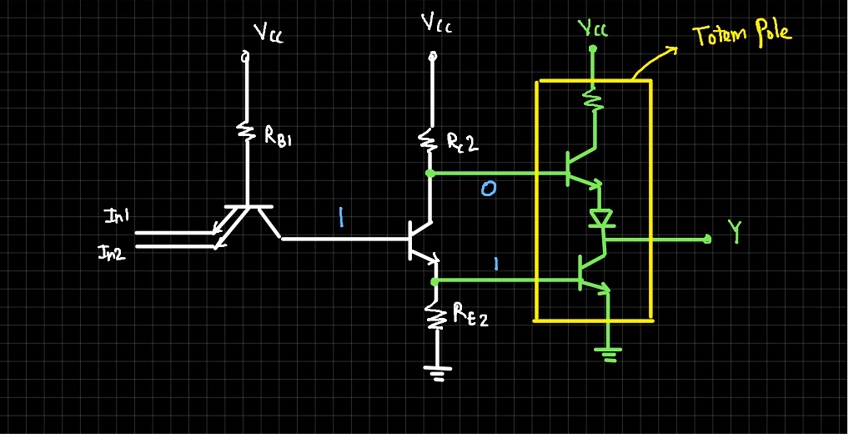 Vcc
Vcc
Vcc
Totem Pole
RB1
RC2
In1
In2
1
0
1
Y
RE2